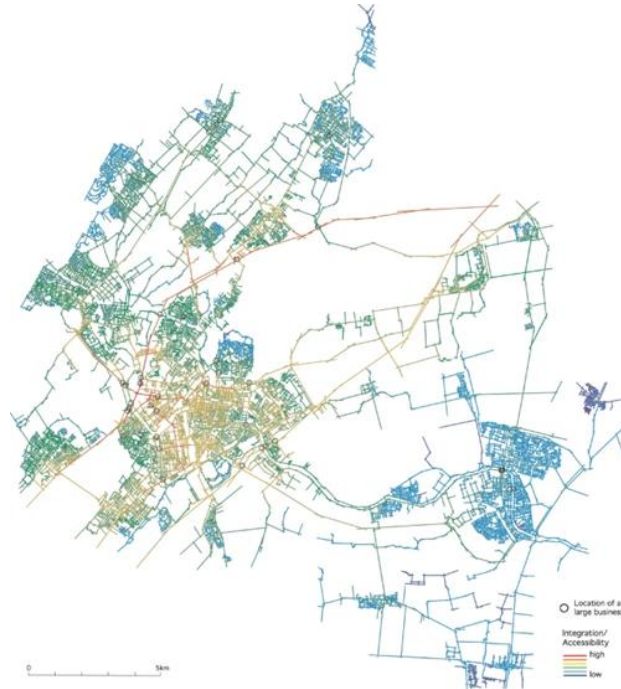 Location of a
large business
Integration/
Accessibility
high
low
0
5km